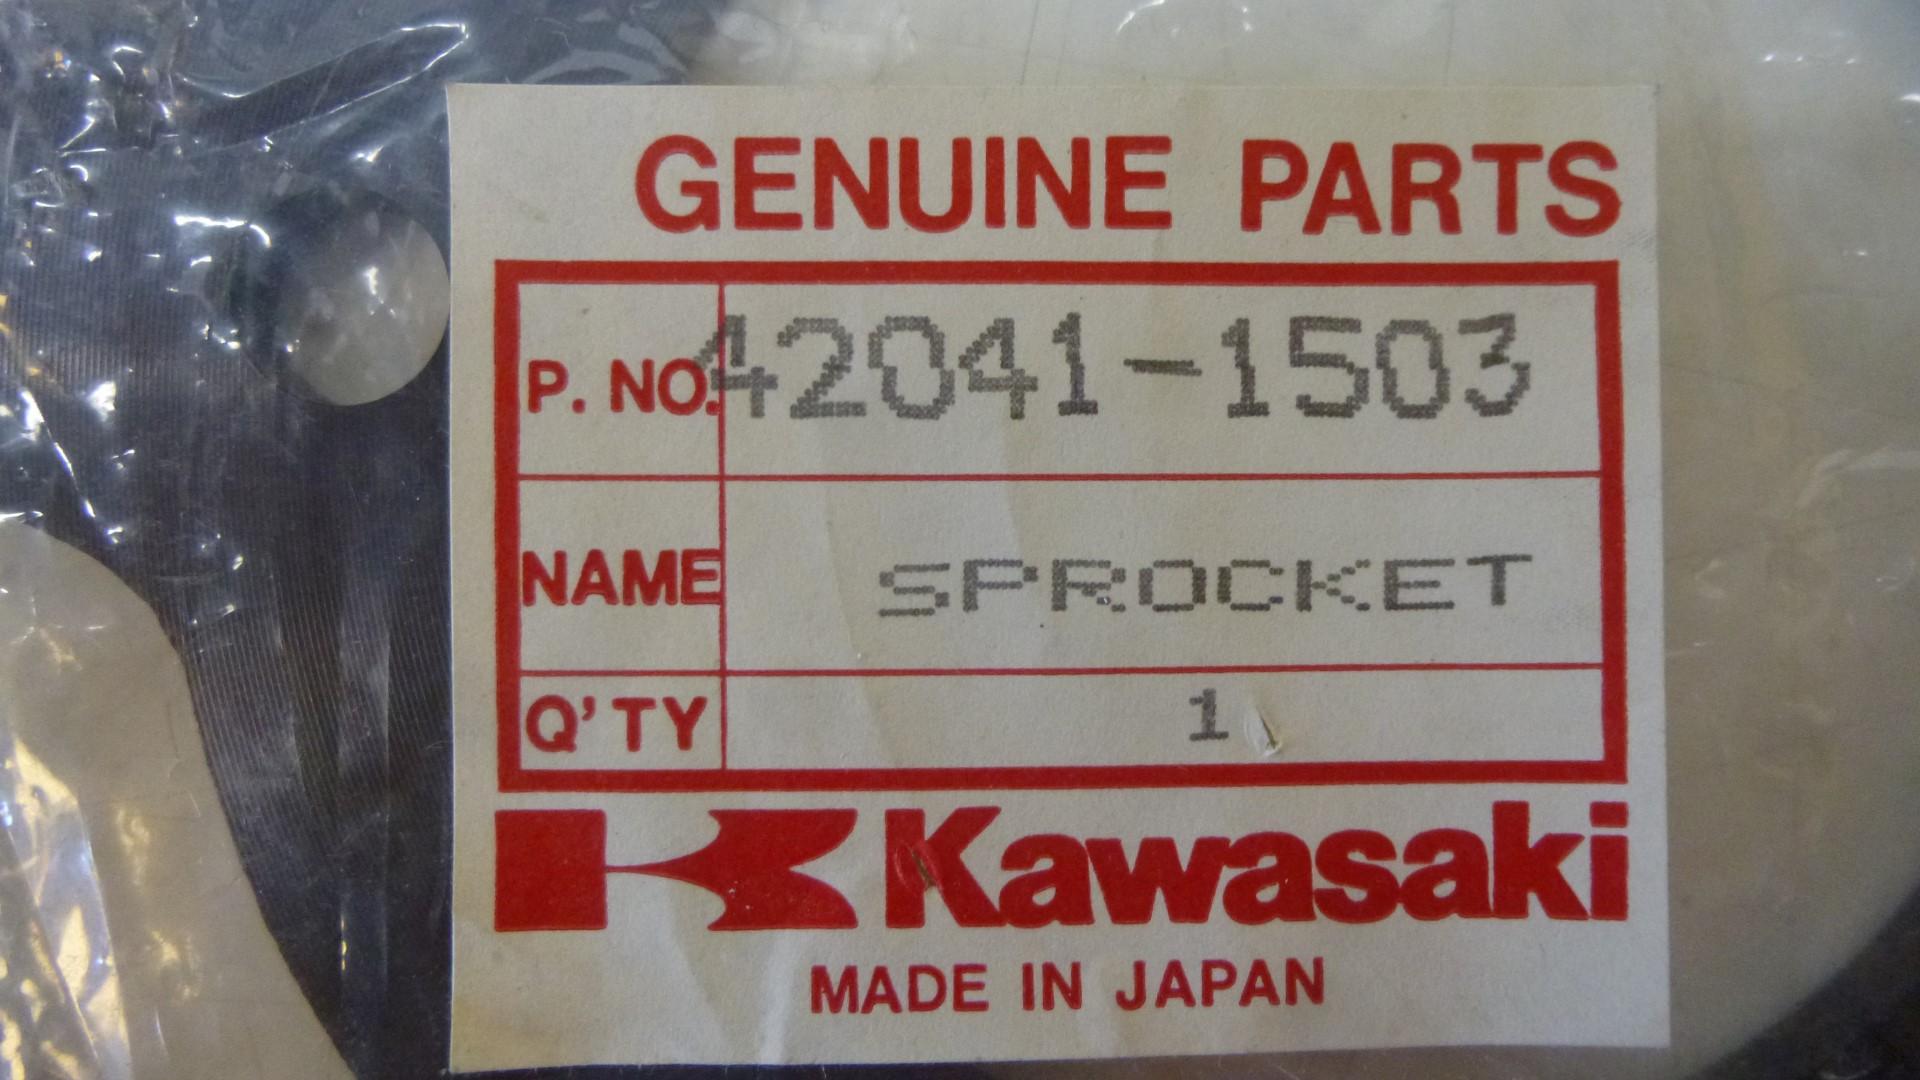 GENUINE PARTS
P. NO. 42041-1503
NAME SPROCKET
Q'TY 1
Kawasaki
MADE IN JAPAN